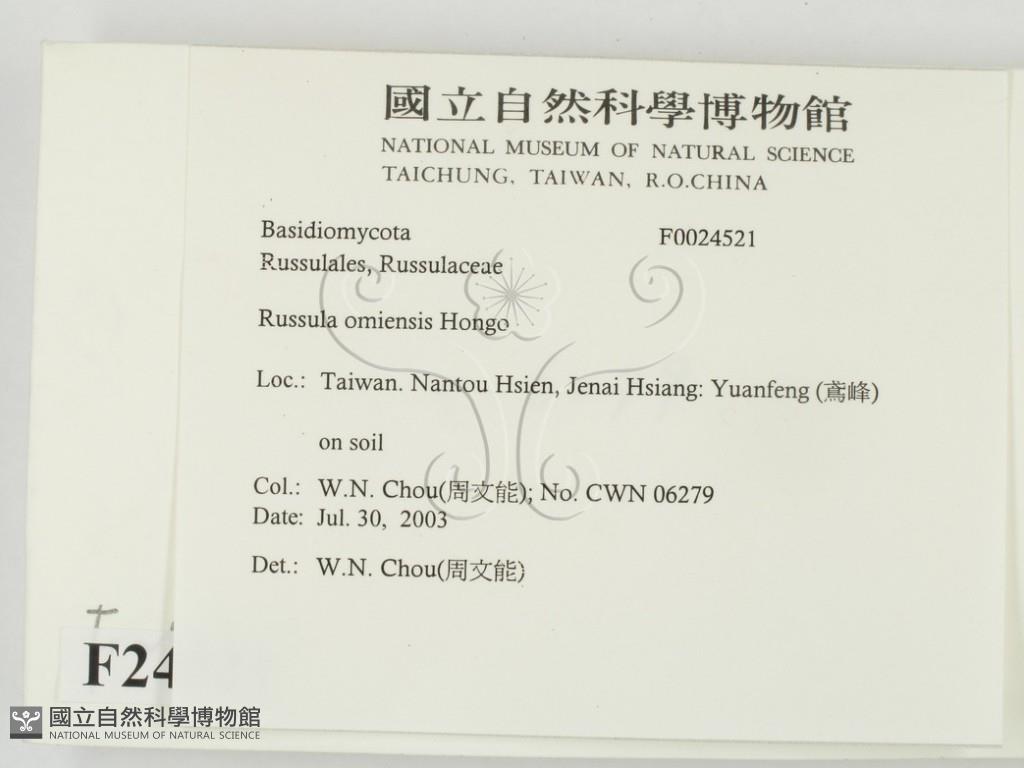 國立自然科學博物館
NATIONAL MUSEUM OF NATURAL SCIENCE
TAICHUNG, TAIWAN, R.O.CHINA
Basidiomycota F0024521
Russulales, Russulaceae
Russula omiensis Hongo
Loc.: Taiwan. Nantou Hsien, Jenai Hsiang: Yuanfeng (鳶峰)
on soil
Col.: W.N. Chou(周文能); No. CWN 06279
Date: Jul. 30, 2003
Det.: W.N. Chou(周文能)
F24
國立自然科學博物館
NATIONAL MUSEUM OF NATURAL SCIENCE